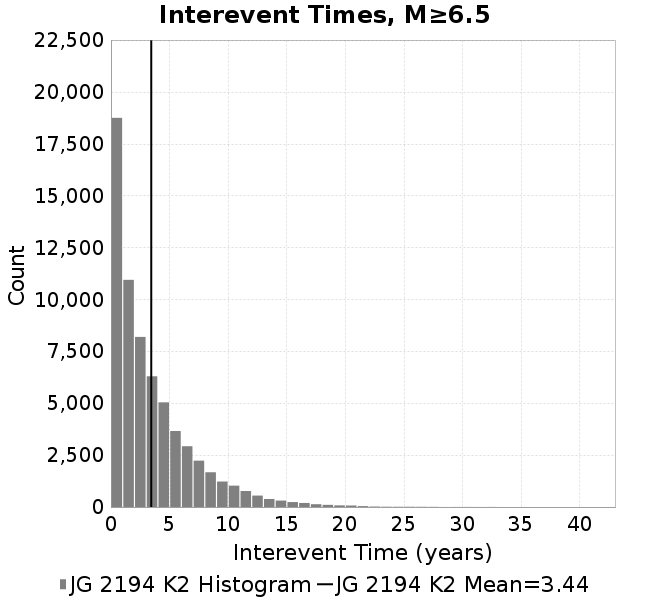 Interevent Times, M≥6.5
22,500
20,000
17,500
15,000
12,500
10,000
7,500
5,000
2,500
0
Count
0 5 10 15 20 25 30 35 40
Interevent Time (years)
JG 2194 K2 Histogram JG 2194 K2 Mean=3.44